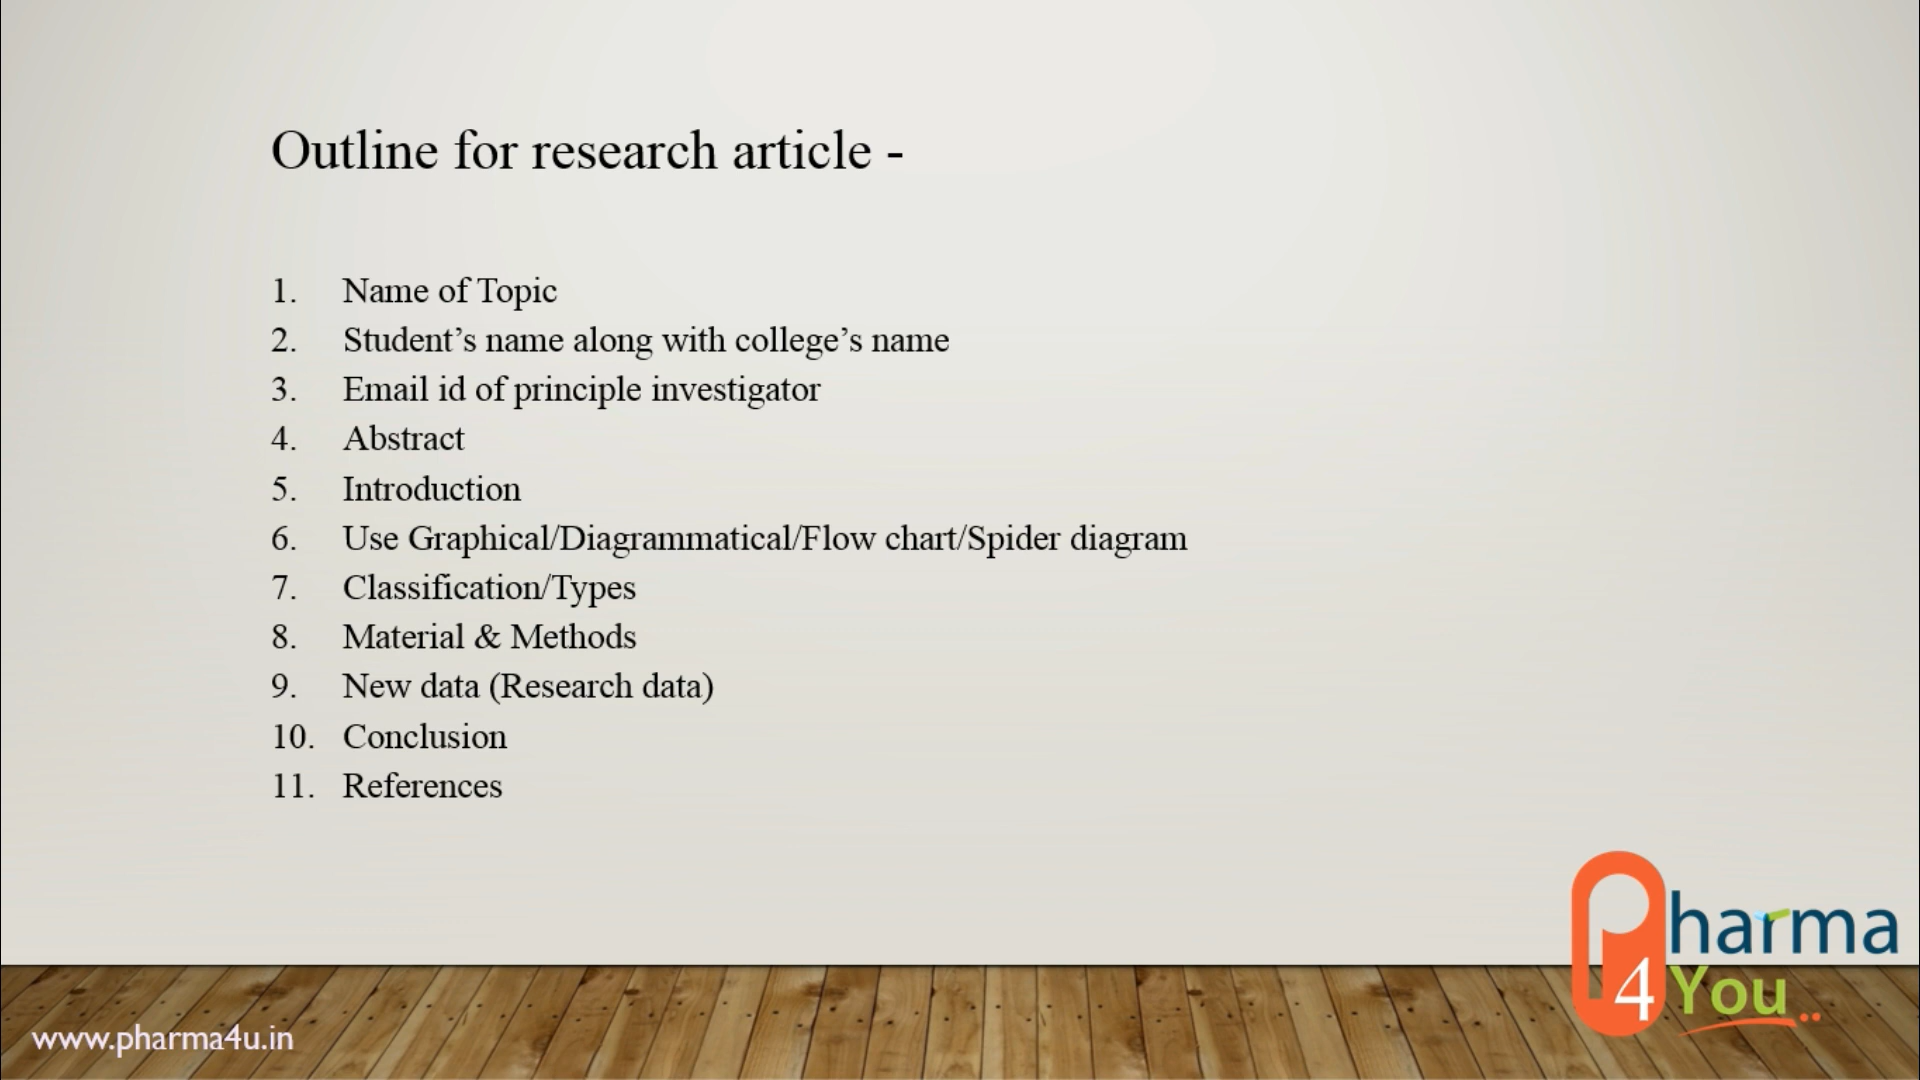 Outline for research article -
1. Name of Topic
2. Student’s name along with college’s name
3. Email id of principle investigator
4. Abstract
5. Introduction
6. Use Graphical/Diagrammatical/Flow chart/Spider diagram
7. Classification/Types
8. Material & Methods
9. New data (Research data)
10. Conclusion
11. References
Pharma
4 You
www.pharma4u.in